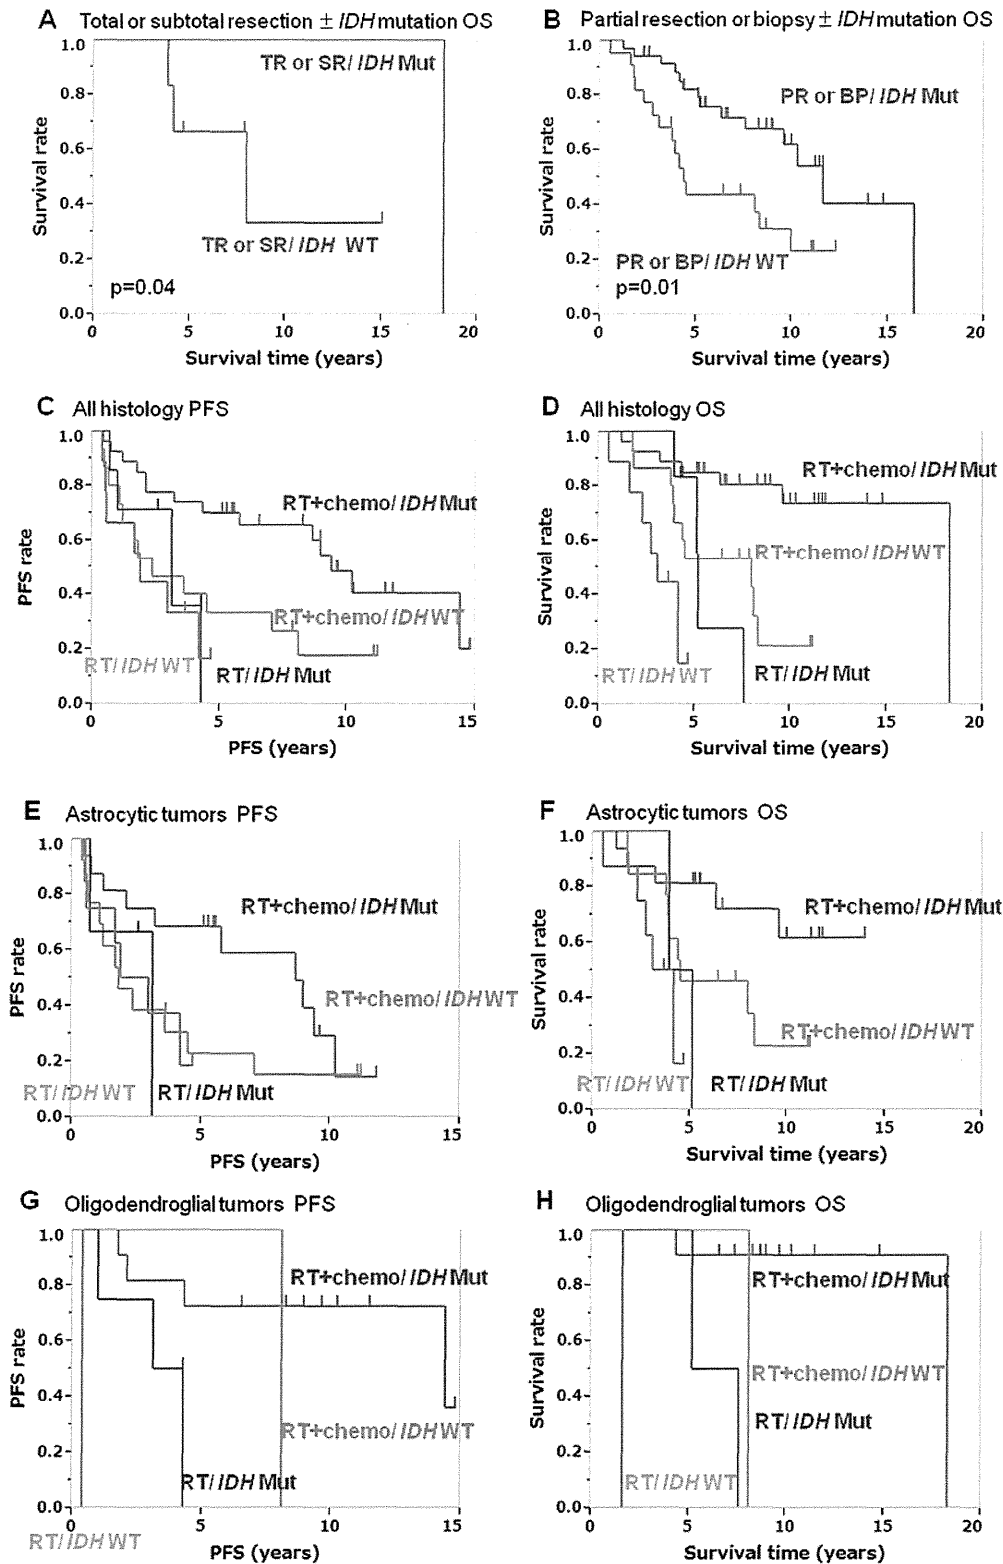 A Total or subtotal resection ± IDH mutation OS
1.0
0.8
0.6
0.4
0.2
0.0
Survival rate
TR or SR/ IDH Mut
TR or SR/ IDH WT
p=0.04
0 5 10 15 20
Survival time (years)
B Partial resection or biopsy ± IDH mutation OS
1.0
0.8
0.6
0.4
0.2
0.0
Survival rate
PR or BP/ IDH Mut
PR or BP/ IDH WT
p=0.01
0 5 10 15 20
Survival time (years)
C All histology PFS
1.0
0.8
0.6
0.4
0.2
0.0
PFS rate
RT+chemo/ IDH Mut
RT+chemo/ IDH WT
RT/ IDH WT
RT/ IDH Mut
0 5 10 15
PFS (years)
D All histology OS
1.0
0.8
0.6
0.4
0.2
0.0
Survival rate
RT+chemo/ IDH Mut
RT+chemo/ IDH WT
RT/ IDH WT
RT/ IDH Mut
0 5 10 15 20
Survival time (years)
E Astrocytic tumors PFS
1.0
0.8
0.6
0.4
0.2
0.0
PFS rate
RT+chemo/ IDH Mut
RT+chemo/ IDH WT
RT/ IDH WT
RT/ IDH Mut
0 5 10 15
PFS (years)
F Astrocytic tumors OS
1.0
0.8
0.6
0.4
0.2
0.0
Survival rate
RT+chemo/ IDH Mut
RT+chemo/ IDH WT
RT/ IDH WT
RT/ IDH Mut
0 5 10 15 20
Survival time (years)
G Oligodendroglial tumors PFS
1.0
0.8
0.6
0.4
0.2
0.0
PFS rate
RT+chemo/ IDH Mut
RT+chemo/ IDH WT
RT/ IDH Mut
RT/ IDH WT
0 5 10 15
PFS (years)
H Oligodendroglial tumors OS
1.0
0.8
0.6
0.4
0.2
0.0
Survival rate
RT+chemo/ IDH Mut
RT+chemo/ IDH WT
RT/ IDH Mut
RT/ IDH WT
0 5 10 15 20
Survival time (years)